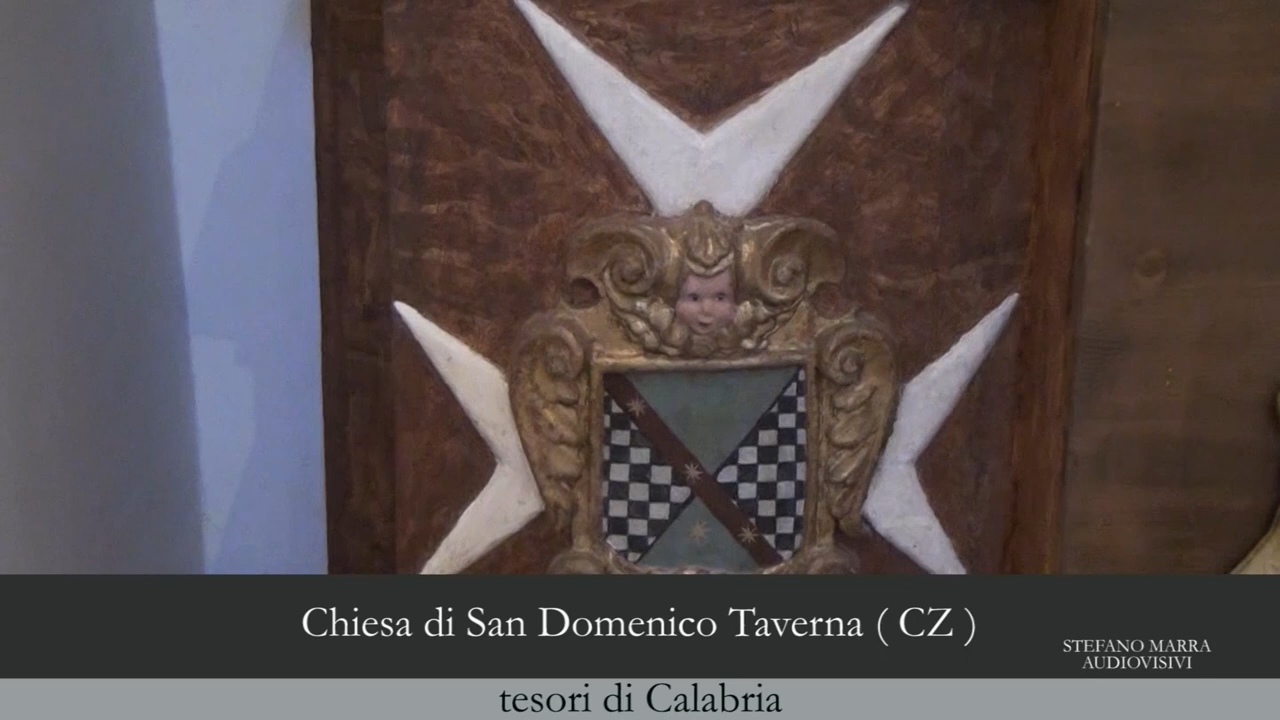 Chiesa di San Domenico Taverna ( CZ )
STEFANO MARRA
AUDIOVISIVI
tesori di Calabria